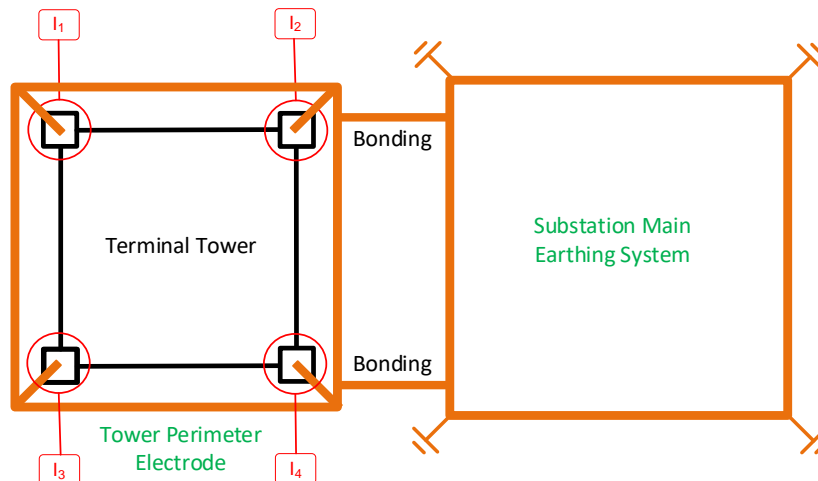 I₁
I₂
Bonding
Terminal Tower
Substation Main
Earthing System
Bonding
Tower Perimeter
Electrode
I₃
I₄